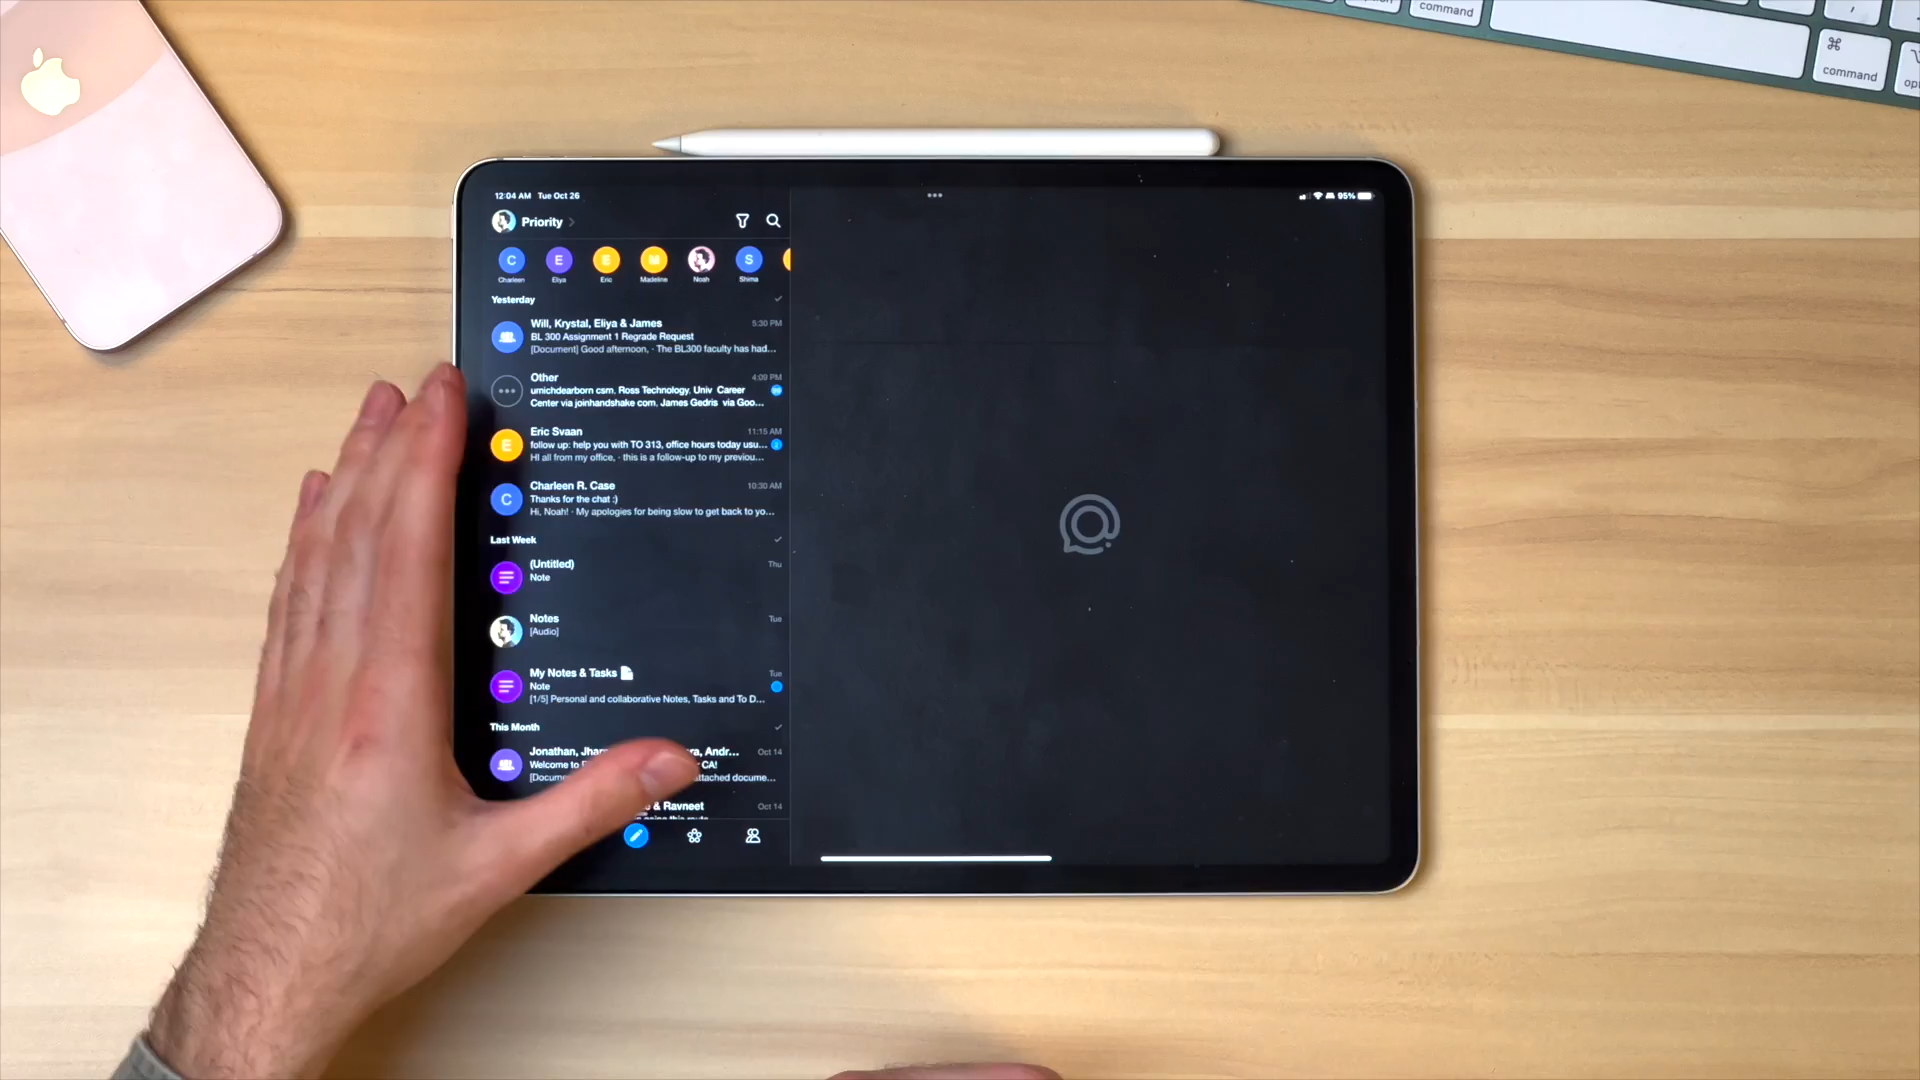 command
⌘
command
12:04 AM Tue Oct 26
95%
Priority
C
E
E
M
S
Charleen
Eliya
Eric
Madeline
Noah
Shima
Yesterday
Will, Krystal, Eliya & James 5:30 PM
BL 300 Assignment 1 Regrade Request
[Document] Good afternoon, · The BL300 faculty has had...
Other 4:09 PM
umichdearborn csm, Ross Technology, Univ Career
Center via joinhandshake com, James Gedris via Goo...
E
Eric Svaan 11:15 AM
follow up: help you with TO 313, office hours today usu...
HI all from my office, · this is a follow-up to my previou...
C
Charleen R. Case 10:30 AM
Thanks for the chat :)
Hi, Noah! · My apologies for being slow to get back to yo...
Last Week
(Untitled) Thu
Note
Notes Tue
[Audio]
My Notes & Tasks Tue
Note
[1/5] Personal and collaborative Notes, Tasks and To D...
This Month
Andr... Oct 14
Welcome to CA!
attached docume...
& Ravneet Oct 14